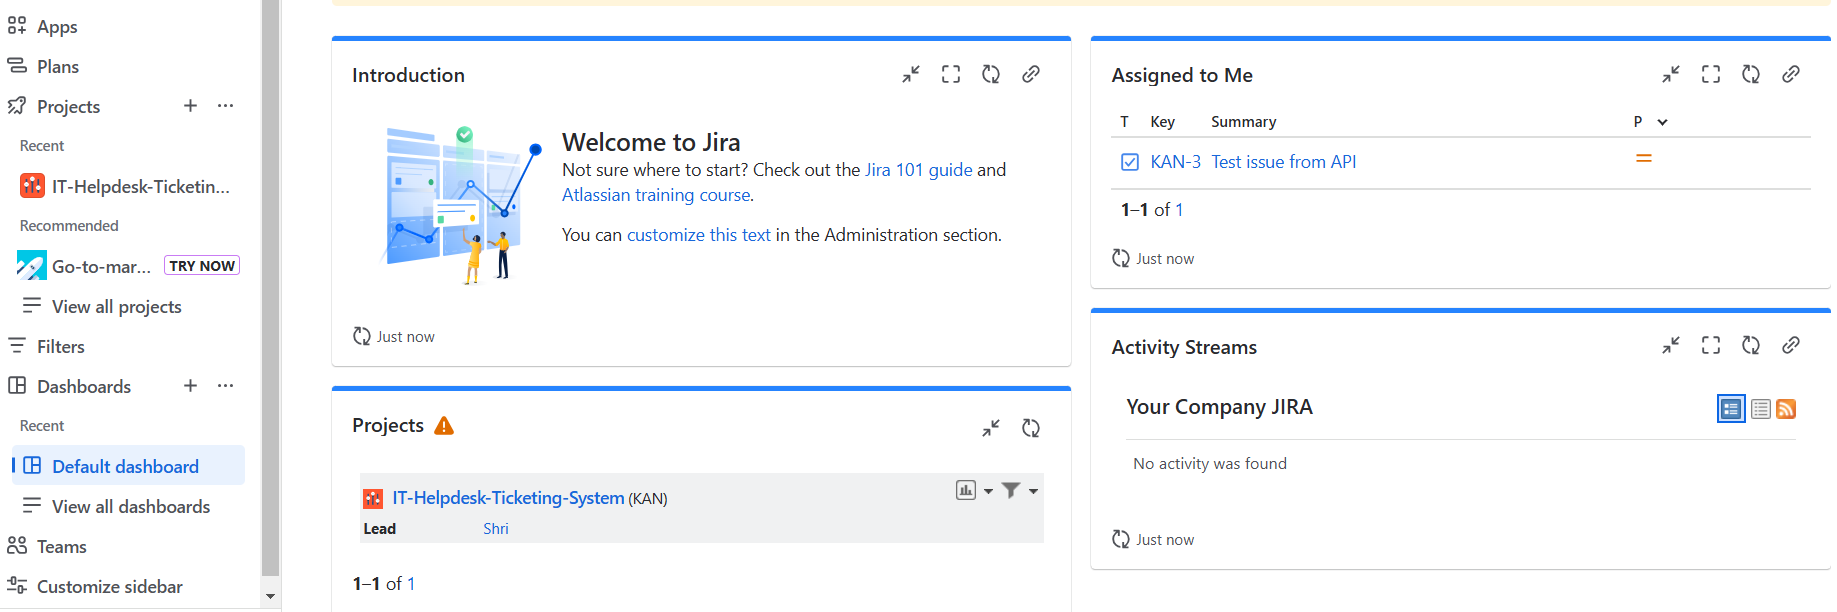 Apps
Plans
Projects
Recent
IT-Helpdesk-Ticketin...
Recommended
Go-to-mar... TRY NOW
View all projects
Filters
Dashboards
Recent
Default dashboard
View all dashboards
Teams
Customize sidebar
Introduction
Welcome to Jira
Not sure where to start? Check out the Jira 101 guide and
Atlassian training course.
You can customize this text in the Administration section.
Just now
Projects
IT-Helpdesk-Ticketing-System (KAN)
Lead Shri
1–1 of 1
Assigned to Me
T Key Summary P
KAN-3 Test issue from API
1–1 of 1
Just now
Activity Streams
Your Company JIRA
No activity was found
Just now